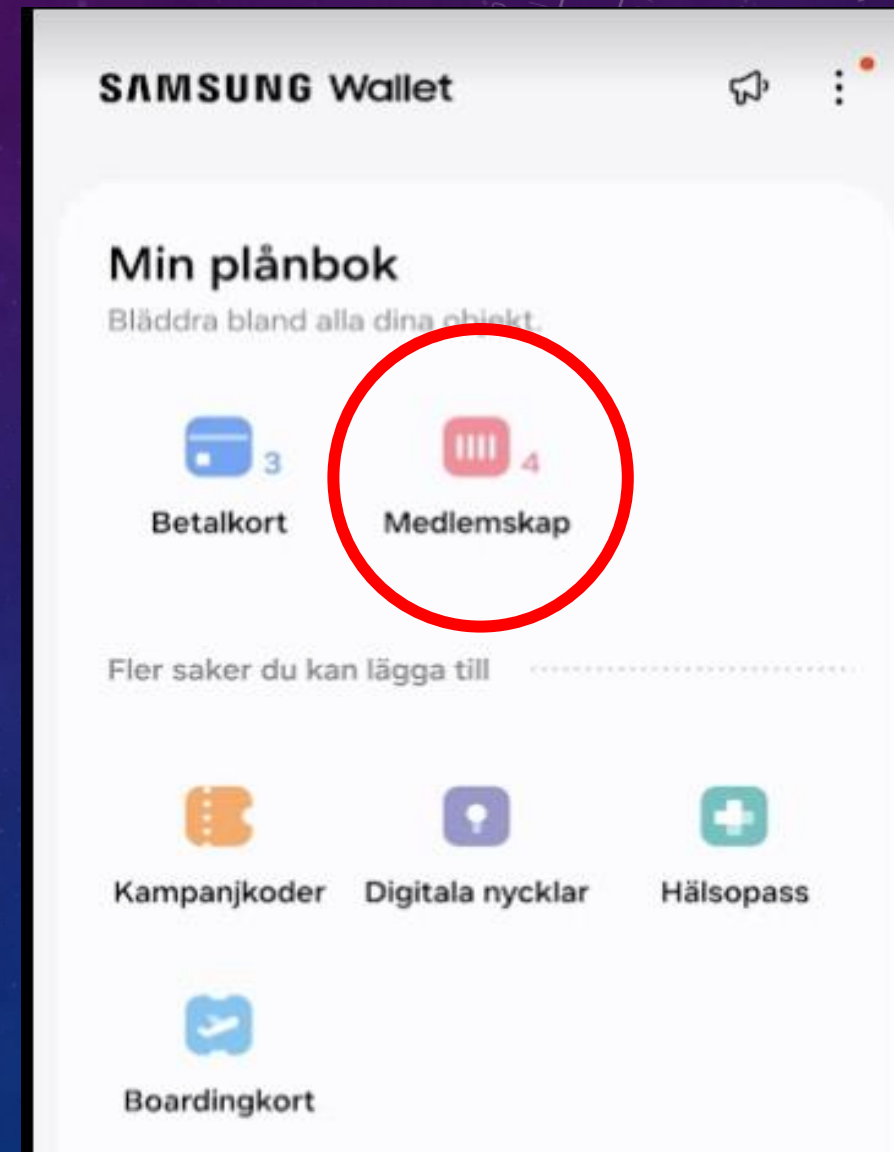 SAMSUNG Wallet
Min plånbok
Bläddra bland alla dina objekt.
3
4
Betalkort
Medlemskap
Fler saker du kan lägga till
Kampanjkoder
Digitala nycklar
Hälsopass
Boardingkort